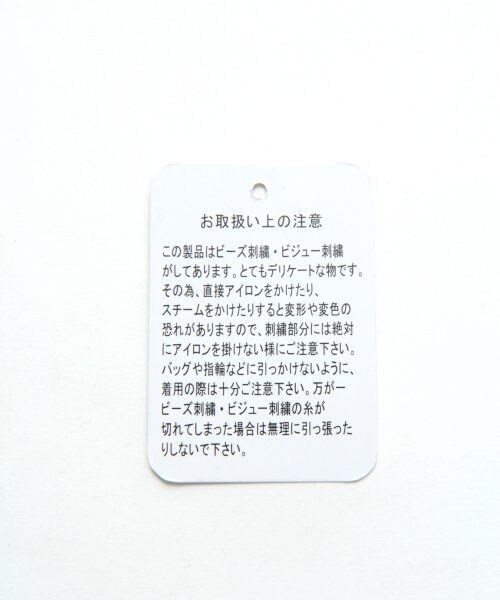 お取扱い上の注意
この製品はビーズ刺繍・ビジュー刺繍
がしてあります。とてもデリケートな物です。
その為、直接アイロンをかけたり、
スチームをかけたりすると変形や変色の
恐れがありますので、刺繍部分には絶対
にアイロンを掛けない様にご注意下さい。
バッグや指輪などに引っかけないように、
着用の際は十分ご注意下さい。万が一
ビーズ刺繍・ビジュー刺繍の糸が
切れてしまった場合は無理に引っ張った
りしないで下さい。